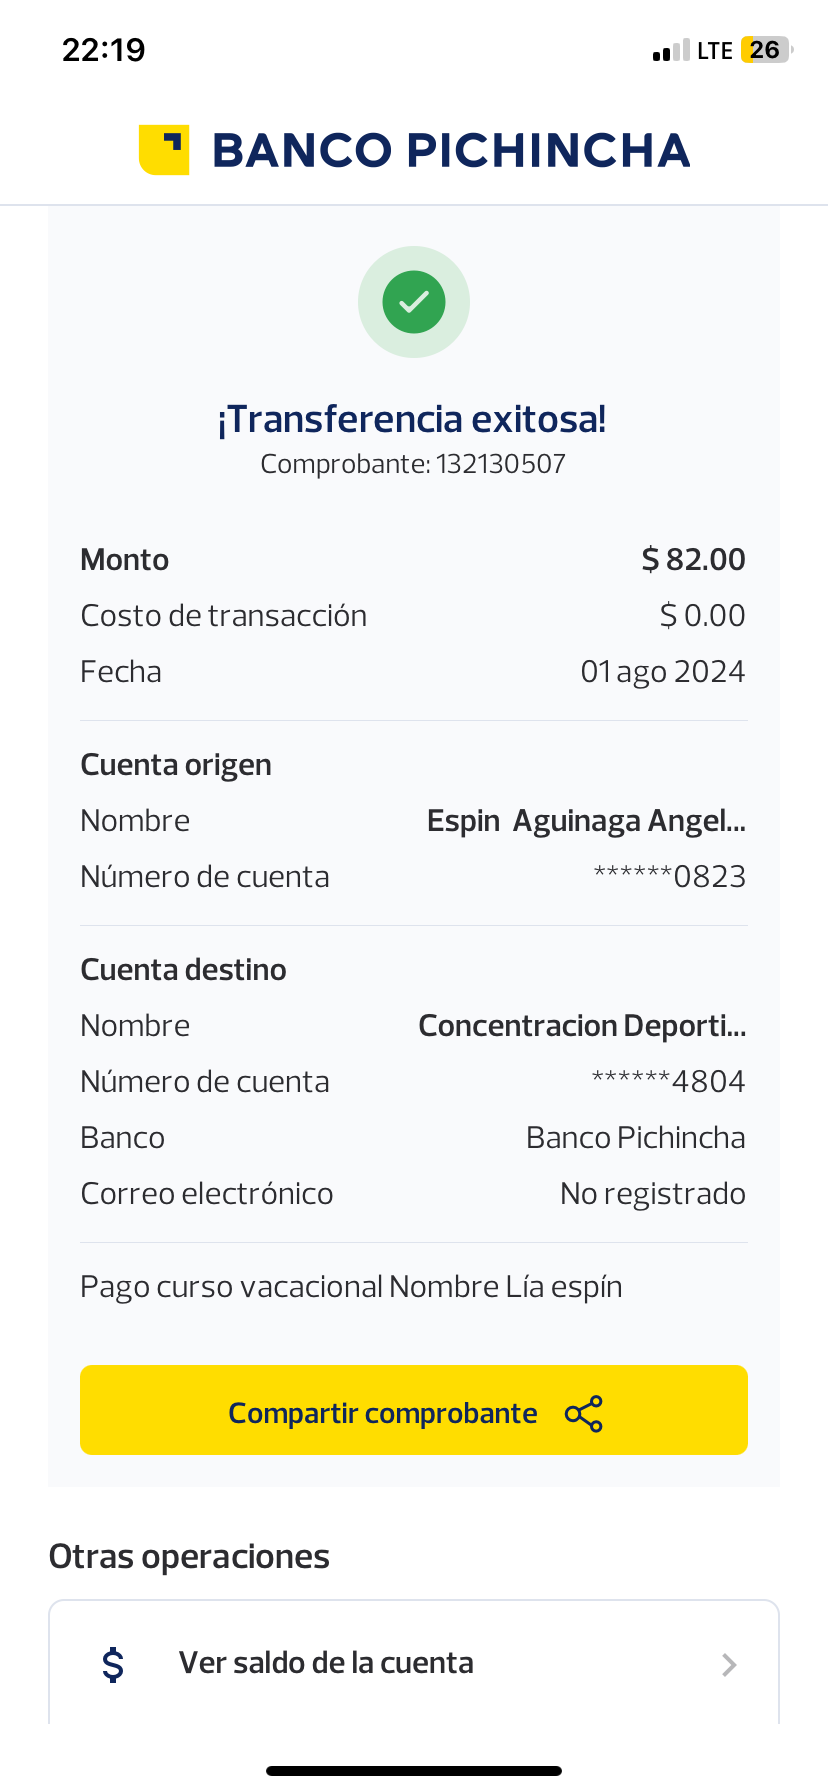 22:19 LTE 26
BANCO PICHINCHA
¡Transferencia exitosa!
Comprobante: 132130507
Monto $ 82.00
Costo de transacción $ 0.00
Fecha 01 ago 2024
Cuenta origen
Nombre Espin  Aguinaga Angel...
Número de cuenta ******0823
Cuenta destino
Nombre Concentracion Deporti...
Número de cuenta ******4804
Banco Banco Pichincha
Correo electrónico No registrado
Pago curso vacacional Nombre Lía espín
Compartir comprobante
Otras operaciones
$ Ver saldo de la cuenta